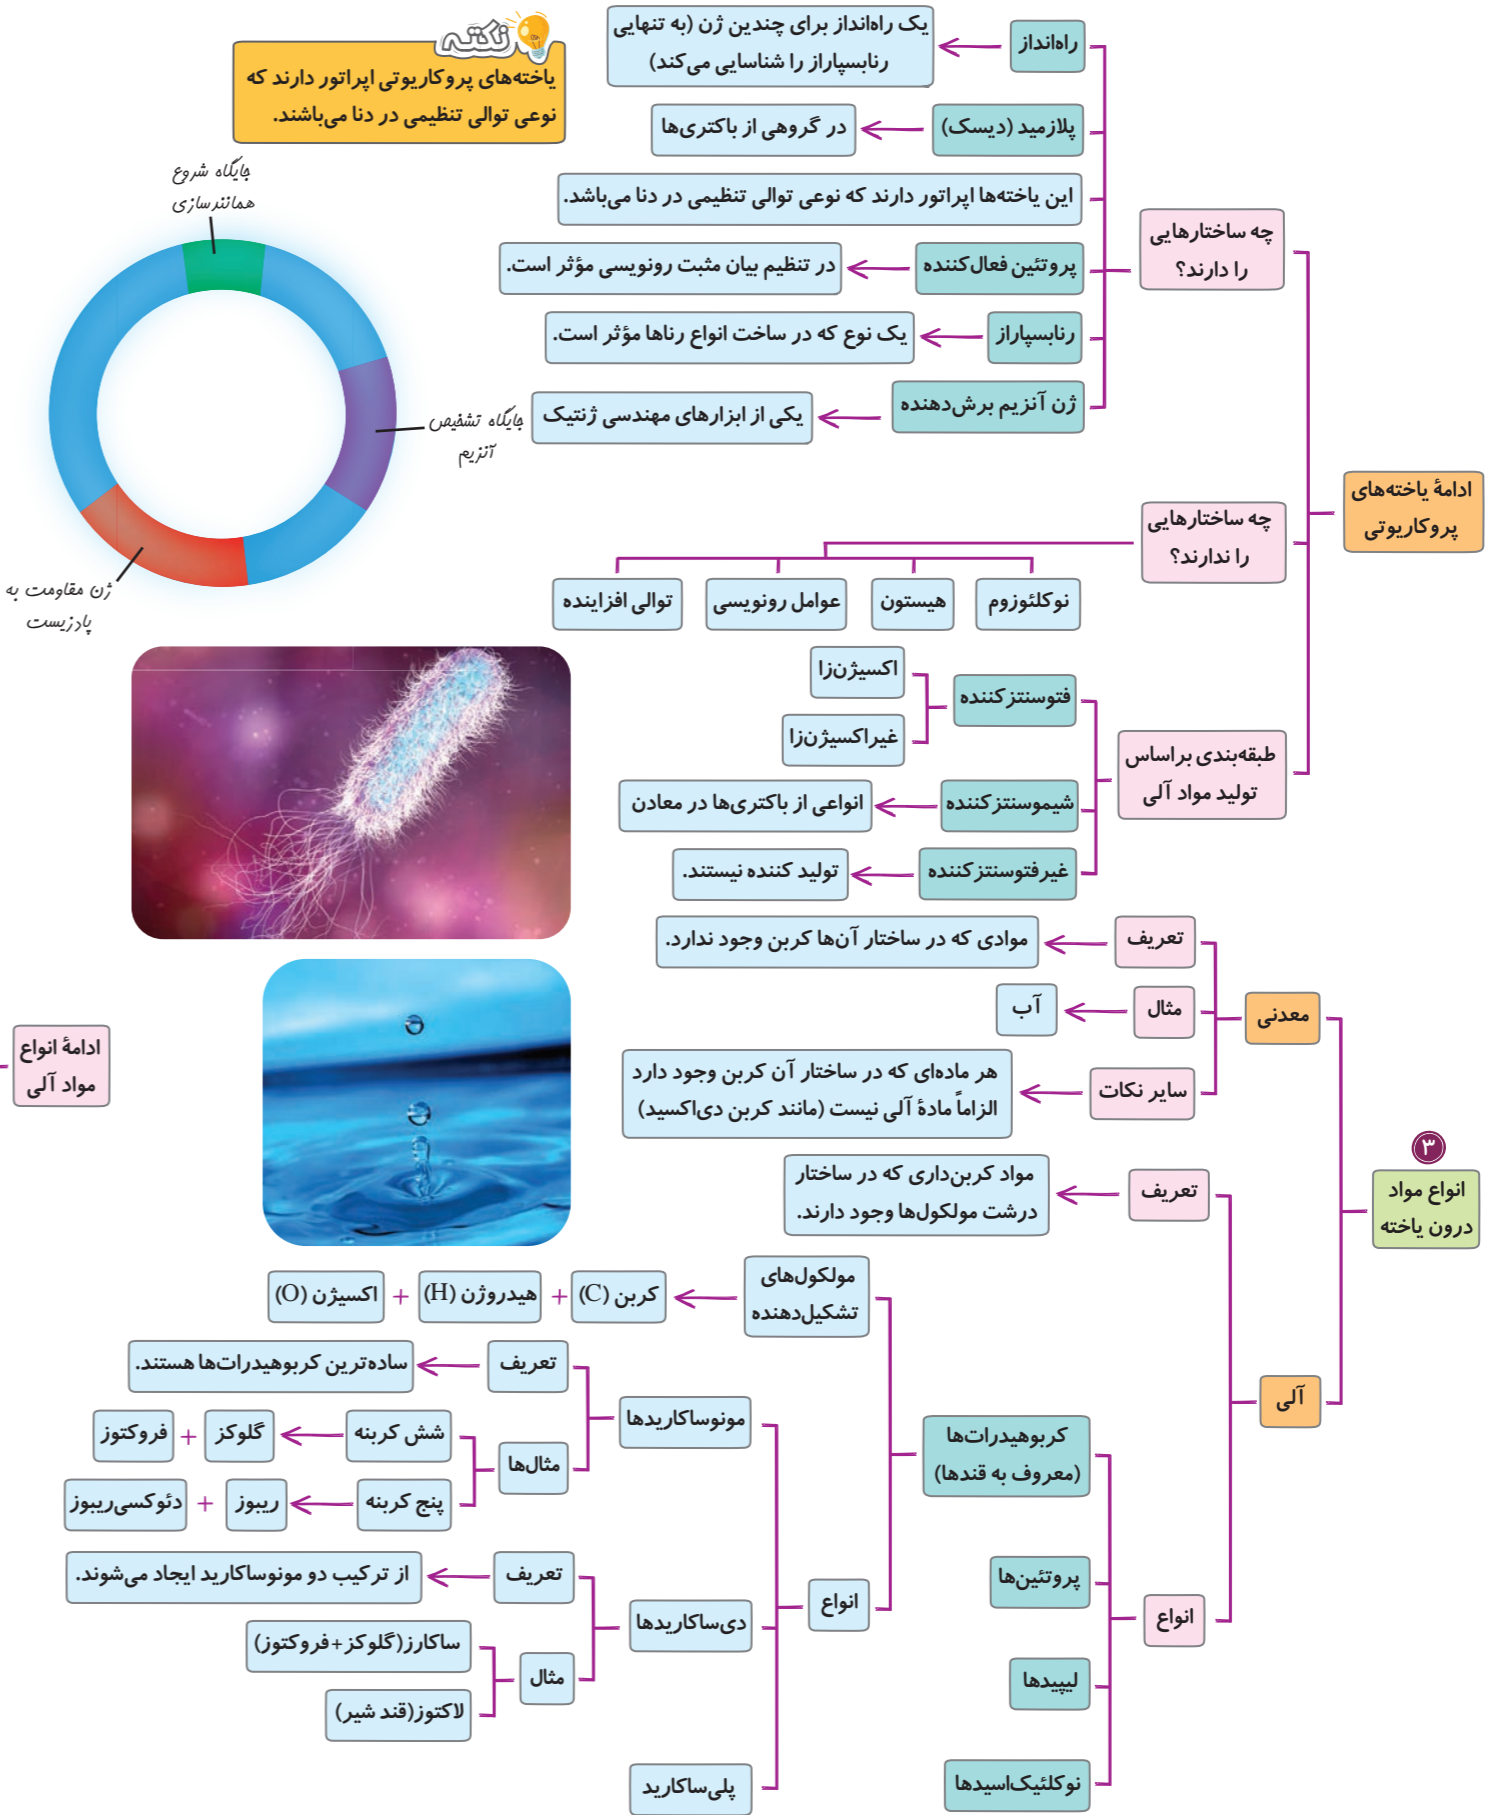 راه‌انداز
یک راه‌انداز برای چندین ژن (به تنهایی
رنابسپاراز را شناسایی می‌کند)
نکته
یاخته‌های پروکاریوتی اپراتور دارند که
نوعی توالی تنظیمی در دنا می‌باشند.
پلازمید (دیسک)
در گروهی از باکتری‌ها
این یاخته‌ها اپراتور دارند که نوعی توالی تنظیمی در دنا می‌باشد.
چه ساختارهایی
را دارند؟
پروتئین فعال‌کننده
در تنظیم بیان مثبت رونویسی مؤثر است.
رنابسپاراز
یک نوع که در ساخت انواع رناها مؤثر است.
ژن آنزیم برش‌دهنده
یکی از ابزارهای مهندسی ژنتیک
جایگاه شروع
همانندسازی
جایگاه تشخیص
آنزیم
ژن مقاومت به
پادزیست
ادامهٔ یاخته‌های
پروکاریوتی
چه ساختارهایی
را ندارند؟
نوکلئوزوم
هیستون
عوامل رونویسی
توالی افزاینده
طبقه‌بندی براساس
تولید مواد آلی
فتوسنتزکننده
اکسیژن‌زا
غیراکسیژن‌زا
شیموسنتزکننده
انواعی از باکتری‌ها در معادن
غیرفتوسنتزکننده
تولید کننده نیستند.
۳
انواع مواد
درون یاخته
معدنی
تعریف
موادی که در ساختار آن‌ها کربن وجود ندارد.
مثال
آب
سایر نکات
هر ماده‌ای که در ساختار آن کربن وجود دارد
الزاماً مادهٔ آلی نیست (مانند کربن دی‌اکسید)
آلی
تعریف
مواد کربن‌داری که در ساختار
درشت مولکول‌ها وجود دارند.
انواع
کربوهیدرات‌ها
(معروف به قندها)
مولکول‌های
تشکیل‌دهنده
کربن (C) + هیدروژن (H) + اکسیژن (O)
انواع
مونوساکاریدها
تعریف
ساده‌ترین کربوهیدرات‌ها هستند.
مثال‌ها
شش کربنه
گلوکز + فروکتوز
پنج کربنه
ریبوز + دئوکسی‌ریبوز
دی‌ساکاریدها
تعریف
از ترکیب دو مونوساکارید ایجاد می‌شوند.
مثال
ساکارز(گلوکز+فروکتوز)
لاکتوز(قند شیر)
پلی‌ساکارید
پروتئین‌ها
لیپیدها
نوکلئیک‌اسیدها
ادامهٔ انواع
مواد آلی